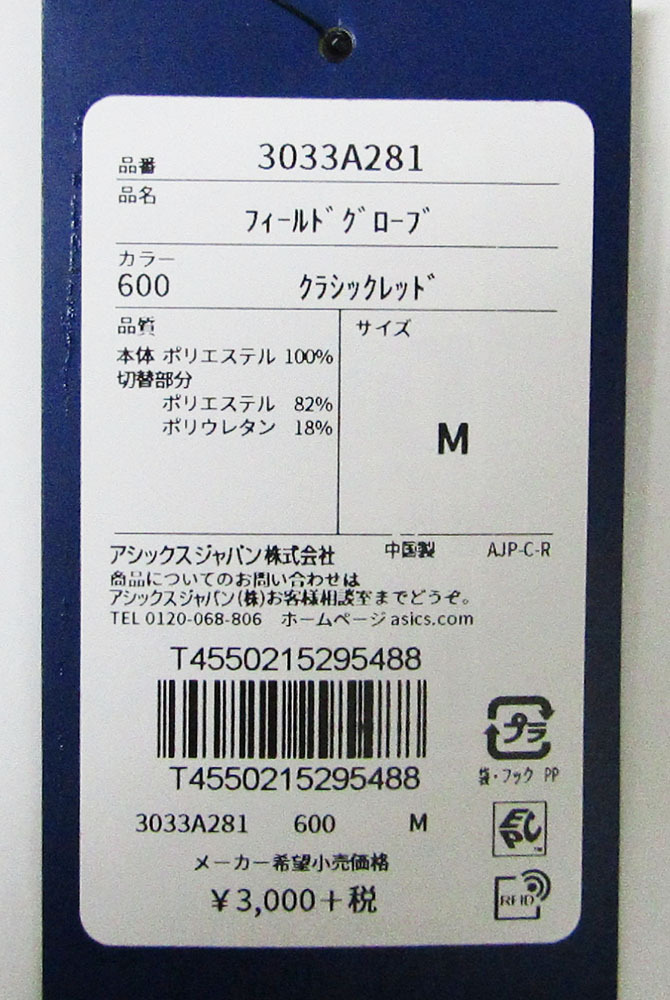 品番 3033A281
品名
フィールドグローブ
カラー
600 クラシックレッド
品質
本体 ポリエステル 100%
切替部分
ポリエステル 82%
ポリウレタン 18%
サイズ
M
アシックスジャパン株式会社 中国製 AJP-C-R
商品についてのお問い合わせは
アシックスジャパン(株)お客様相談室までどうぞ。
TEL 0120-068-806 ホームページ asics.com
T4550215295488
T4550215295488
3033A281 600 M
メーカー希望小売価格
¥3,000+税
プラ
袋・フック PP
EPC™
RFID